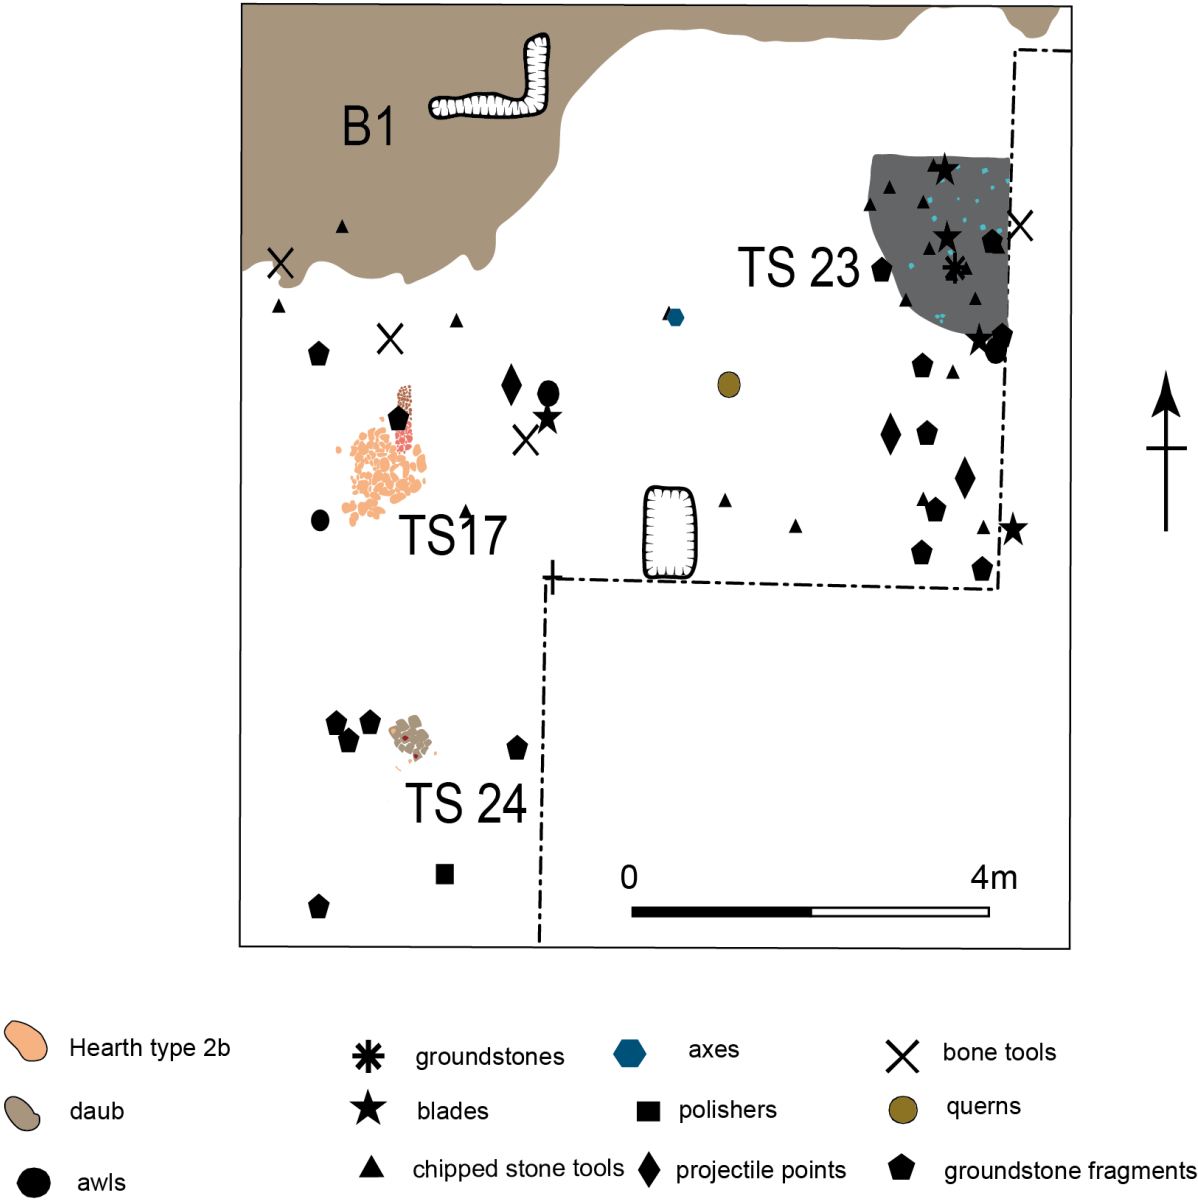 B1
TS 23
TS17
TS 24
0 4m
Hearth type 2b
groundstones
axes
bone tools
daub
blades
polishers
querns
awls
chipped stone tools
projectile points
groundstone fragments